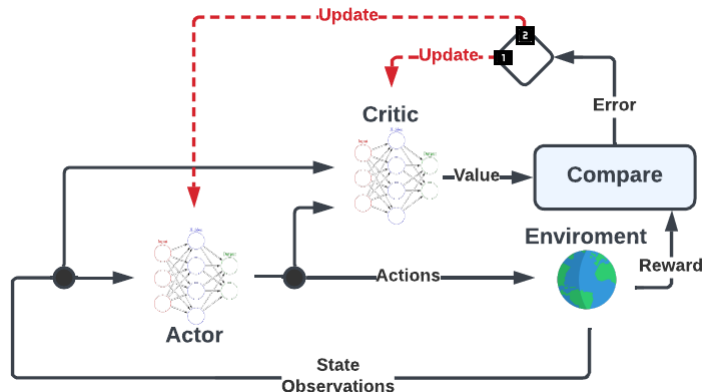 Update
2
1
Update
Critic
Error
Value
Compare
Enviroment
Actions
Reward
Actor
State
Observations